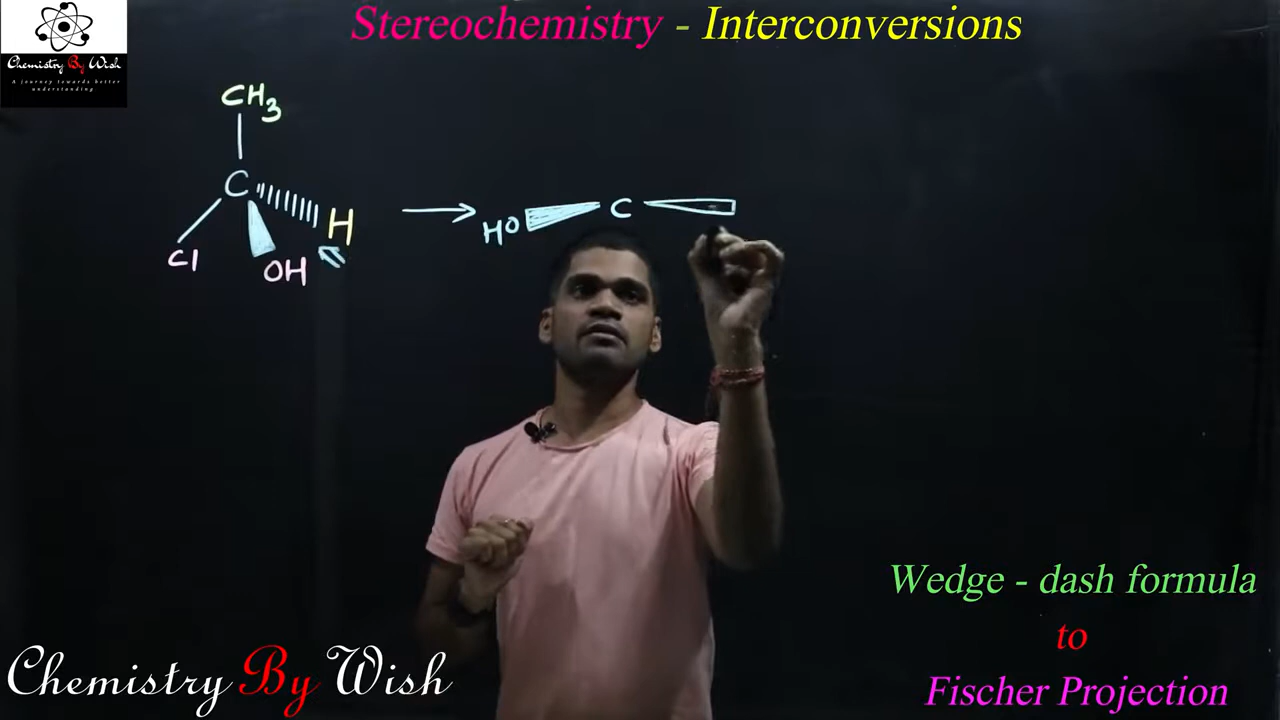 Stereochemistry - Interconversions
Chemistry By Wish
A journey towards better
understanding
CH3
C
H
Cl
OH
HO C
Wedge - dash formula
to
Fischer Projection
Chemistry By Wish